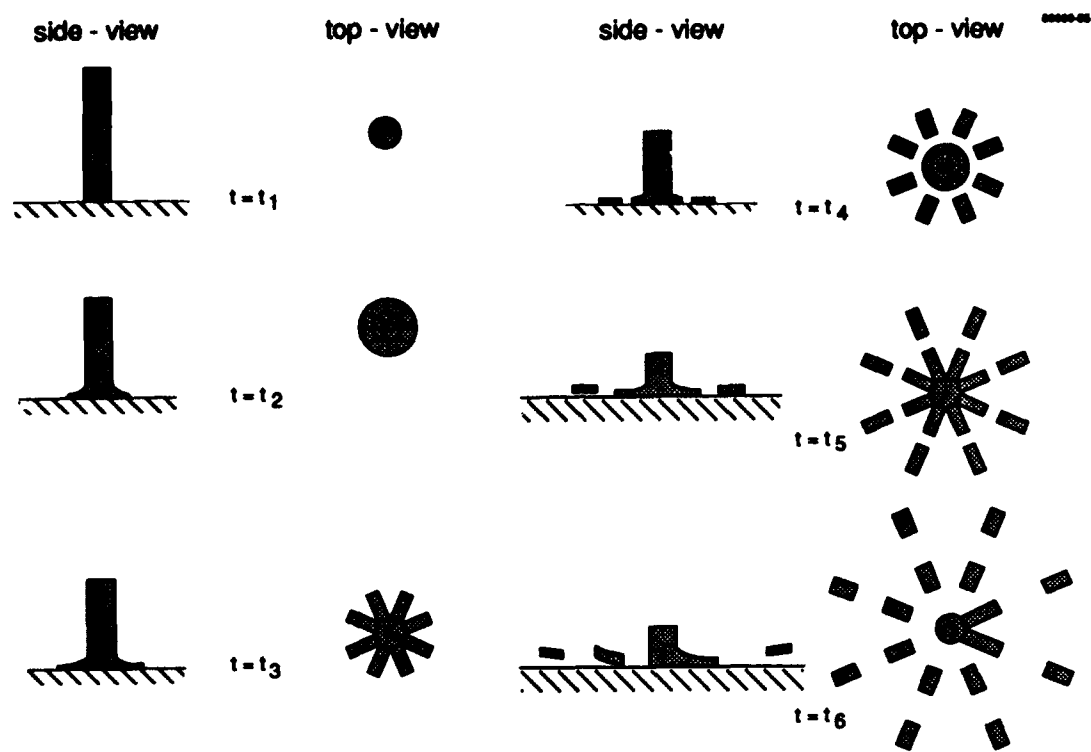 side - view top - view side - view top - view
t = t1
t = t4
t = t2
t = t5
t = t3
t = t6